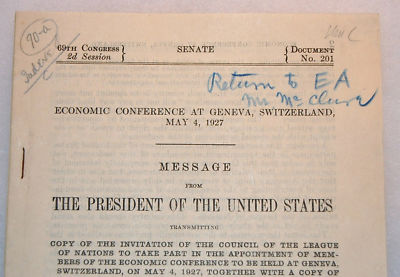 90-a
69TH CONGRESS } SENATE { DOCUMENT
2d Session } { No. 201
Return to EA
Mr McClure
ECONOMIC CONFERENCE AT GENEVA, SWITZERLAND,
MAY 4, 1927
MESSAGE
FROM
THE PRESIDENT OF THE UNITED STATES
TRANSMITTING
COPY OF THE INVITATION OF THE COUNCIL OF THE LEAGUE
OF NATIONS TO TAKE PART IN THE APPOINTMENT OF MEM-
BERS OF THE ECONOMIC CONFERENCE TO BE HELD AT GENEVA,
SWITZERLAND, ON MAY 4, 1927, TOGETHER WITH A COPY OF